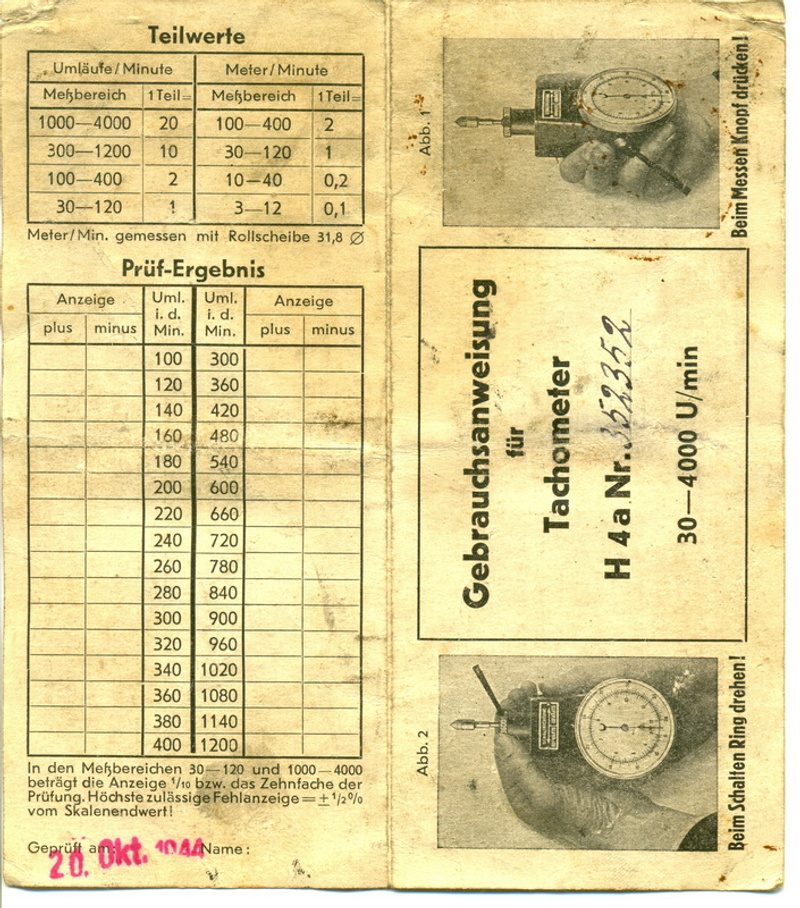 Teilwerte
Umläufe/Minute Meter/Minute
Meßbereich 1 Teil= Meßbereich 1 Teil=
1000—4000 20 100—400 2
300—1200 10 30—120 1
100—400 2 10—40 0,2
30—120 1 3—12 0,1
Meter/Min. gemessen mit Rollscheibe 31,8 ∅
Prüf-Ergebnis
Anzeige Uml. Uml. Anzeige
i. d. i. d.
plus minus Min. Min. plus minus
100 300
120 360
140 420
160 480
180 540
200 600
220 660
240 720
260 780
280 840
300 900
320 960
340 1020
360 1080
380 1140
400 1200
In den Meßbereichen 30—120 und 1000—4000
beträgt die Anzeige 1/10 bzw. das Zehnfache der
Prüfung. Höchste zulässige Fehlanzeige = ± 1/2 %
vom Skalenendwert!
Geprüft am: Name:
20. Okt. 1944
Abb. 1
Beim Messen Knopf drücken!
Gebrauchsanweisung
für
Tachometer
H 4a Nr. 352352
30—4000 U/min
Abb. 2
Beim Schalten Ring drehen!